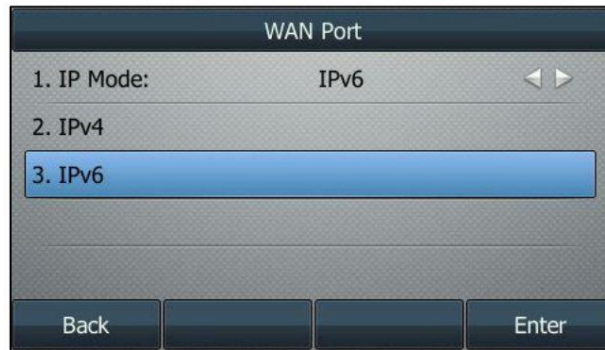 WAN Port
1. IP Mode: IPv6
2. IPv4
3. IPv6
Back Enter